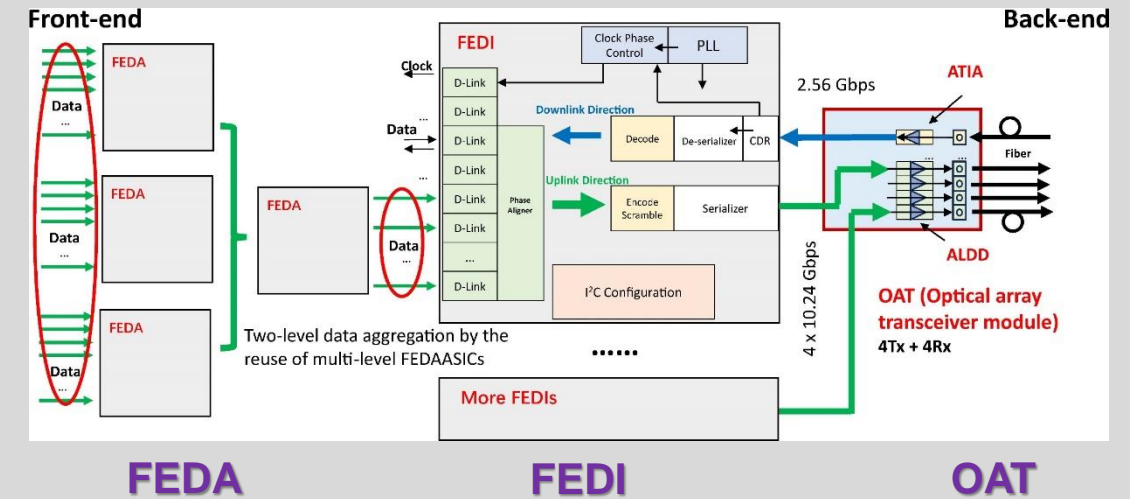 Front-end
Back-end
FEDA
Data
...
FEDA
Data
...
FEDA
Data
...
FEDA
Data
...
Two-level data aggregation by the
reuse of multi-level FEDAASICs
FEDI
Clock Phase
Control
PLL
Clock
D-Link
D-Link
D-Link
D-Link
D-Link
D-Link
...
D-Link
...
Data
...
Phase
Aligner
Downlink Direction
Decode
De-serializer
CDR
Uplink Direction
Encode
Scramble
Serializer
I²C Configuration
......
More FEDIs
2.56 Gbps
4 x 10.24 Gbps
ATIA
Fiber
...
...
ALDD
OAT (Optical array
transceiver module)
4Tx + 4Rx
FEDA
FEDI
OAT